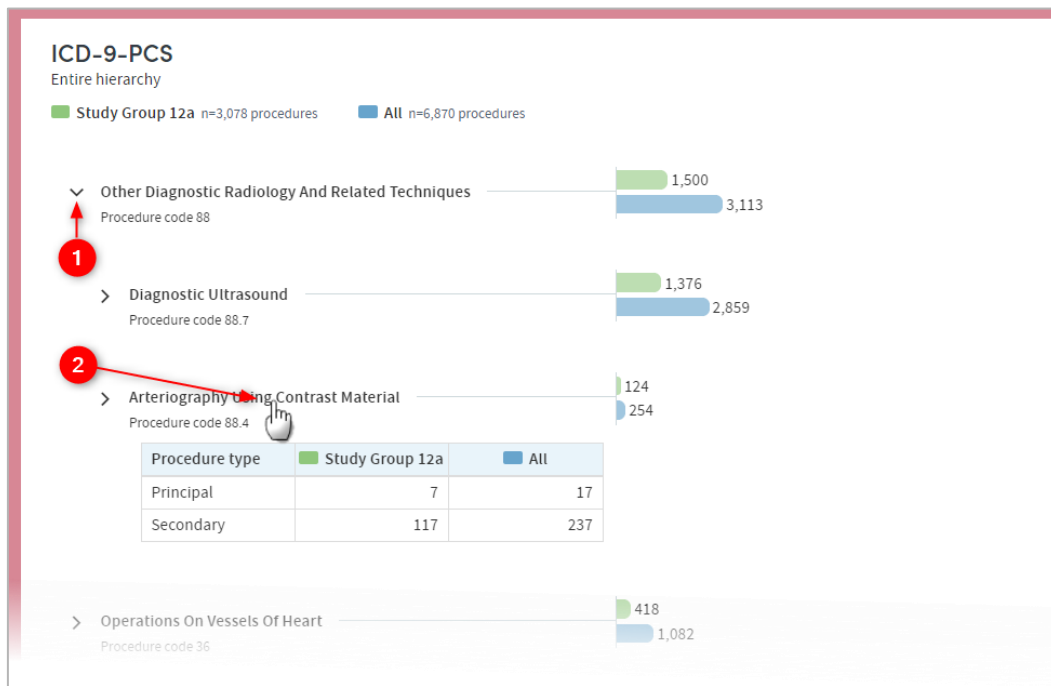 ICD-9-PCS
Entire hierarchy
Study Group 12a n=3,078 procedures All n=6,870 procedures
Other Diagnostic Radiology And Related Techniques 1,500
3,113
Procedure code 88
1
Diagnostic Ultrasound 1,376
2,859
Procedure code 88.7
2
Arteriography Using Contrast Material 124
254
Procedure code 88.4
Procedure type Study Group 12a All
Principal 7 17
Secondary 117 237
Operations On Vessels Of Heart 418
1,082
Procedure code 36